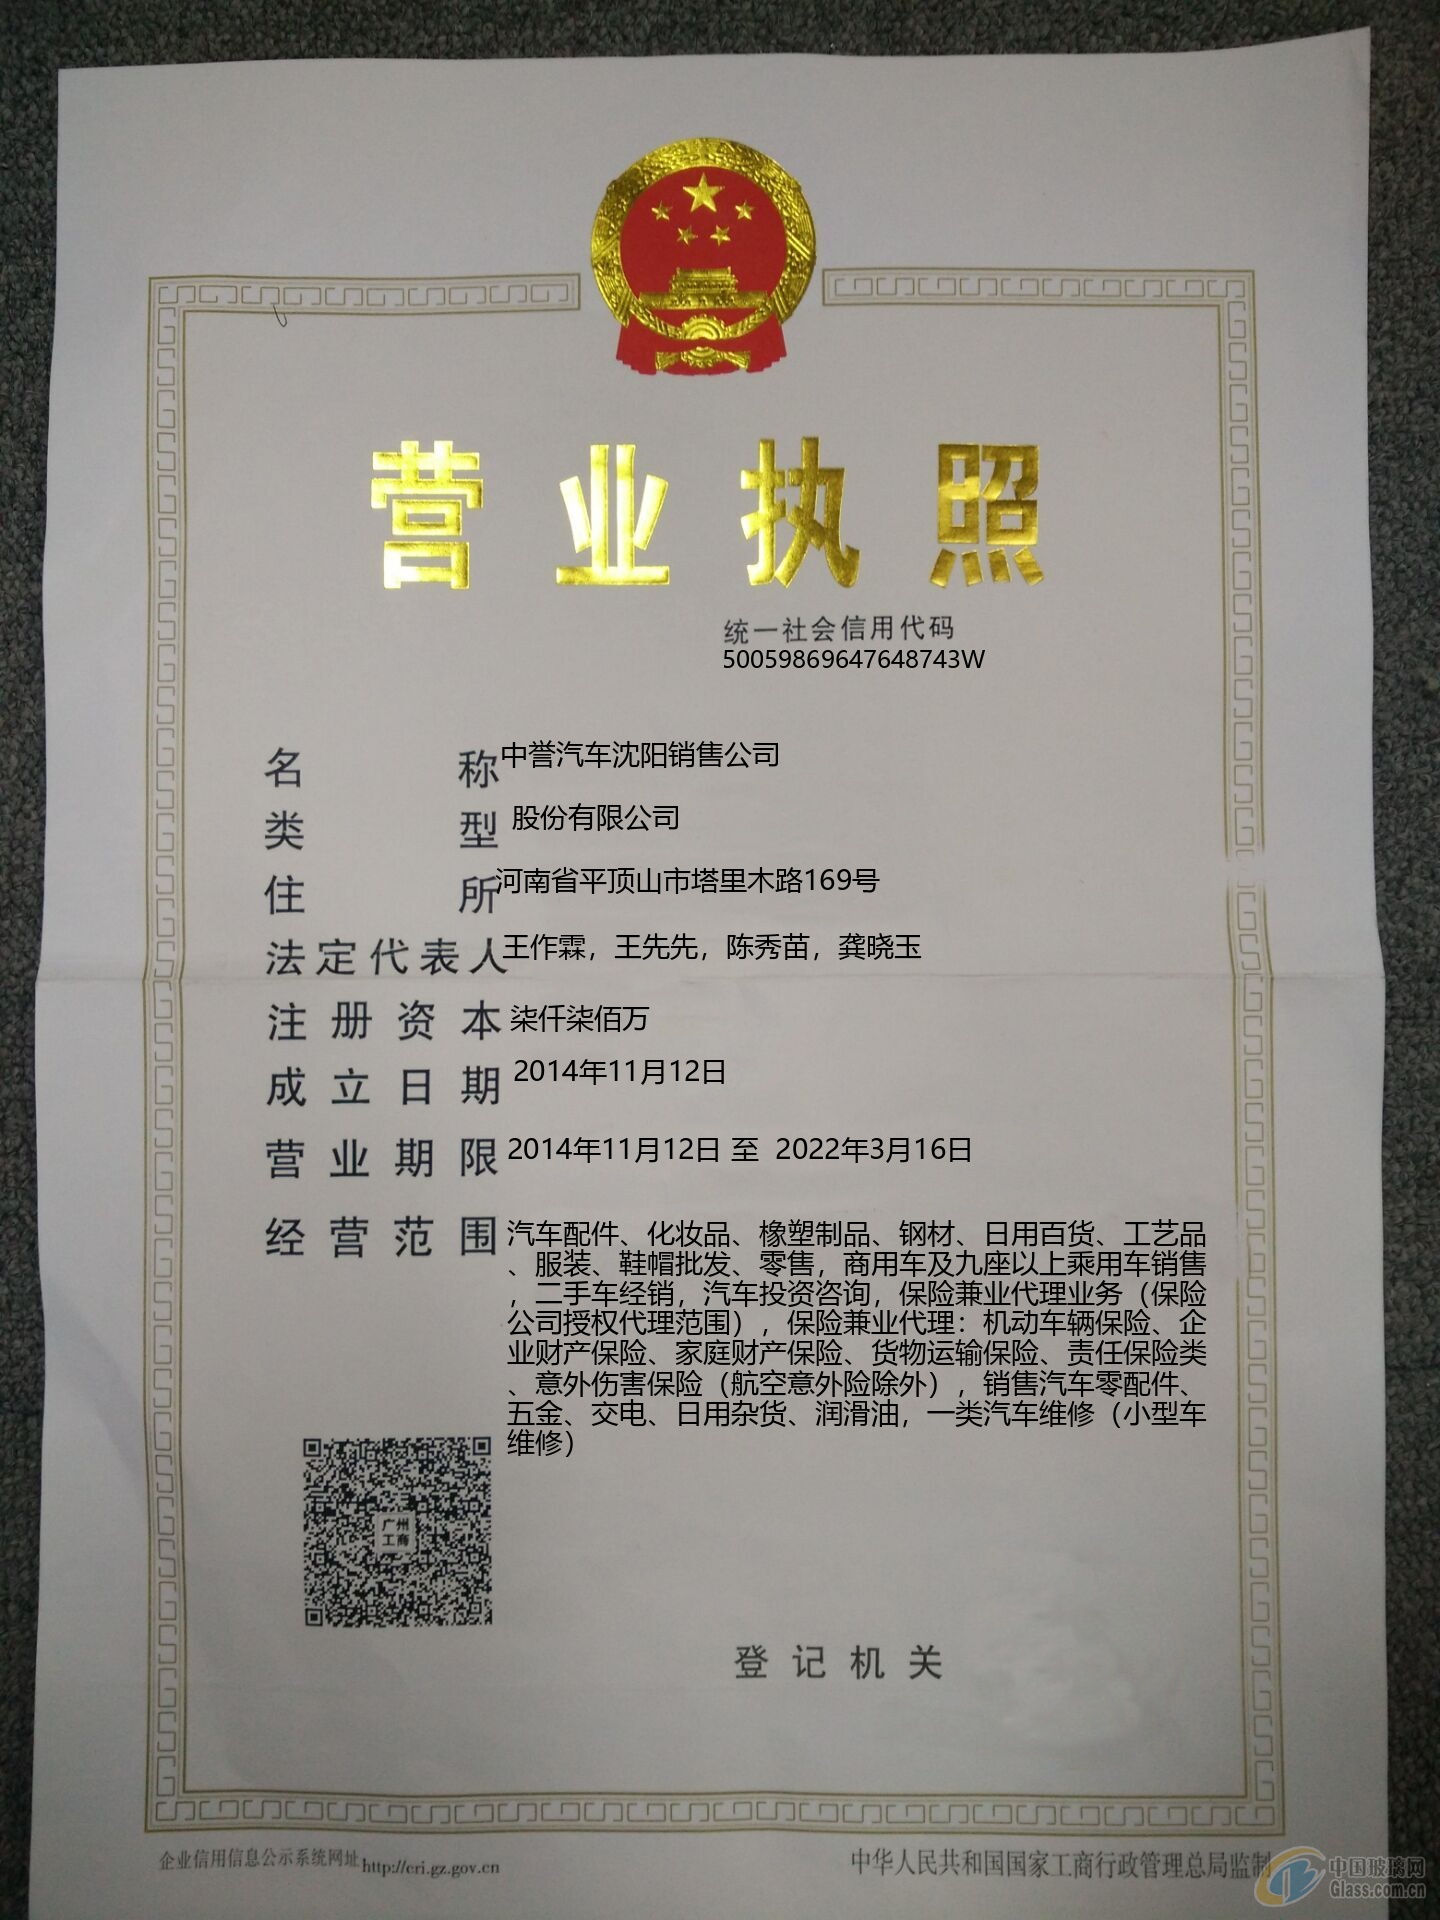 营业执照
统一社会信用代码
50059869647648743W
名称 中誉汽车沈阳销售公司
类型 股份有限公司
住所 河南省平顶山市塔里木路169号
法定代表人 王作霖，王先先，陈秀苗，龚晓玉
注册资本 柒仟柒佰万
成立日期 2014年11月12日
营业期限 2014年11月12日 至 2022年3月16日
经营范围 汽车配件、化妆品、橡塑制品、钢材、日用百货、工艺品
、服装、鞋帽批发、零售，商用车及九座以上乘用车销售
，二手车经销，汽车投资咨询，保险兼业代理业务（保险
公司授权代理范围），保险兼业代理：机动车辆保险、企
业财产保险、家庭财产保险、货物运输保险、责任保险类
、意外伤害保险（航空意外险除外），销售汽车零配件、
五金、交电、日用杂货、润滑油，一类汽车维修（小型车
维修）
广州
工商
登记机关
企业信用信息公示系统网址 http://cri.gz.gov.cn
中华人民共和国国家工商行政管理总局监制
中国玻璃网
Glass.com.cn